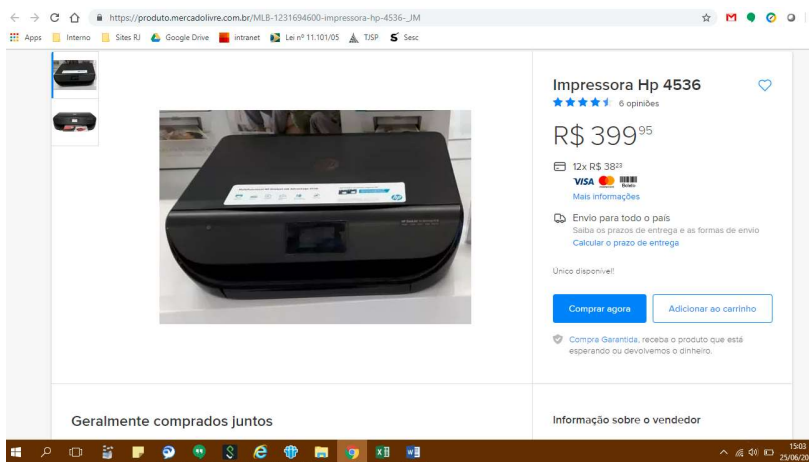 https://produto.mercadolivre.com.br/MLB-1231694600-impressora-hp-4536-_JM
Apps Interno Sites RJ Google Drive intranet Lei nº 11.101/05 TJSP Sesc
Impressora Hp 4536
6 opiniões
R$ 399 95
12x R$ 38 23
VISA
Boleto
Mais informações
Envio para todo o país
Saiba os prazos de entrega e as formas de envio
Calcular o prazo de entrega
Único disponível!
Comprar agora Adicionar ao carrinho
Compra Garantida, receba o produto que está
esperando ou devolvemos o dinheiro.
Geralmente comprados juntos
Informação sobre o vendedor
15:03
25/06/20